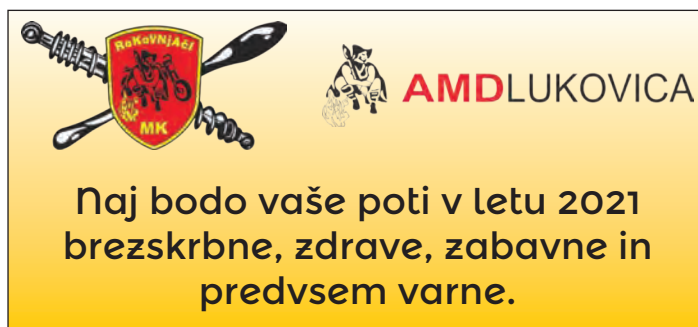 RoKoVNjAčI
MK
AMDLUKOVICA
Naj bodo vaše poti v letu 2021
brezskrbne, zdrave, zabavne in
predvsem varne.